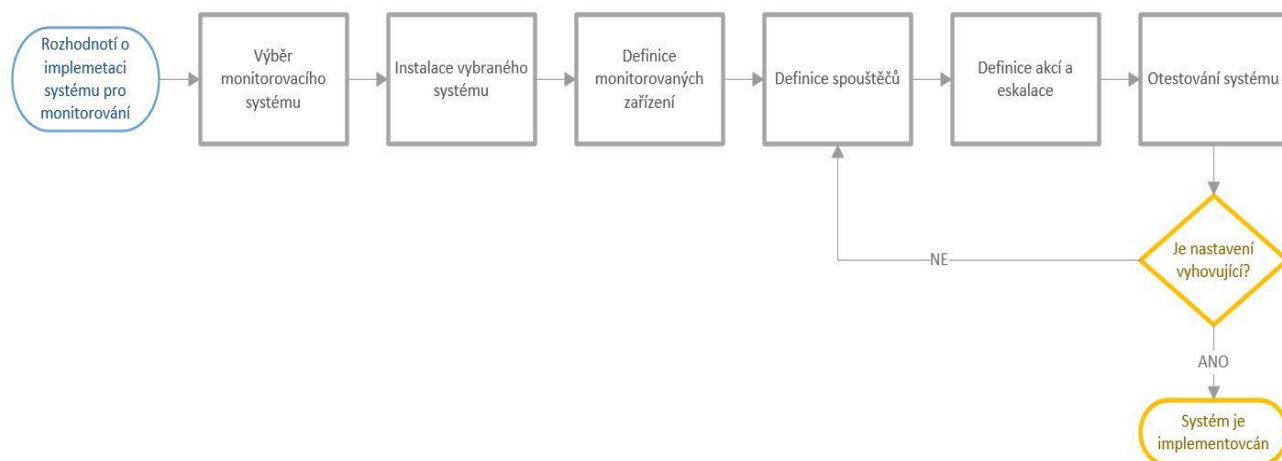 Rozhodnotí o
implemetaci
systému pro
monitorování
Výběr
monitorovacího
systému
Instalace vybraného
systému
Definice
monitorovaných
zařízení
Definice spouštěčů
Definice akcí a
eskalace
Otestování systému
Je nastavení
vyhovující?
NE
ANO
Systém je
implementovcán